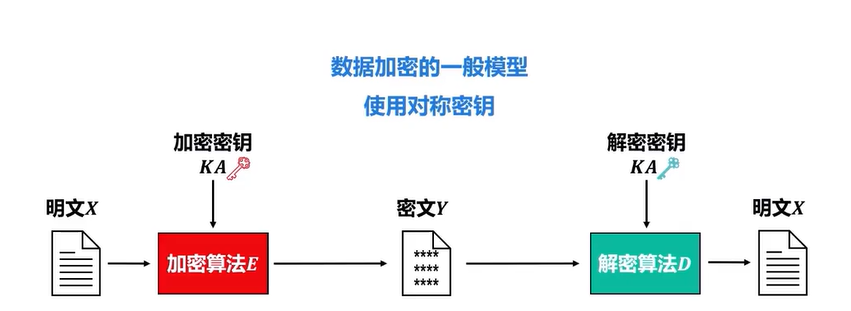 数据加密的一般模型
使用对称密钥
加密密钥
KA
解密密钥
KA
明文X
密文Y
明文X
加密算法E
****
****
****
解密算法D